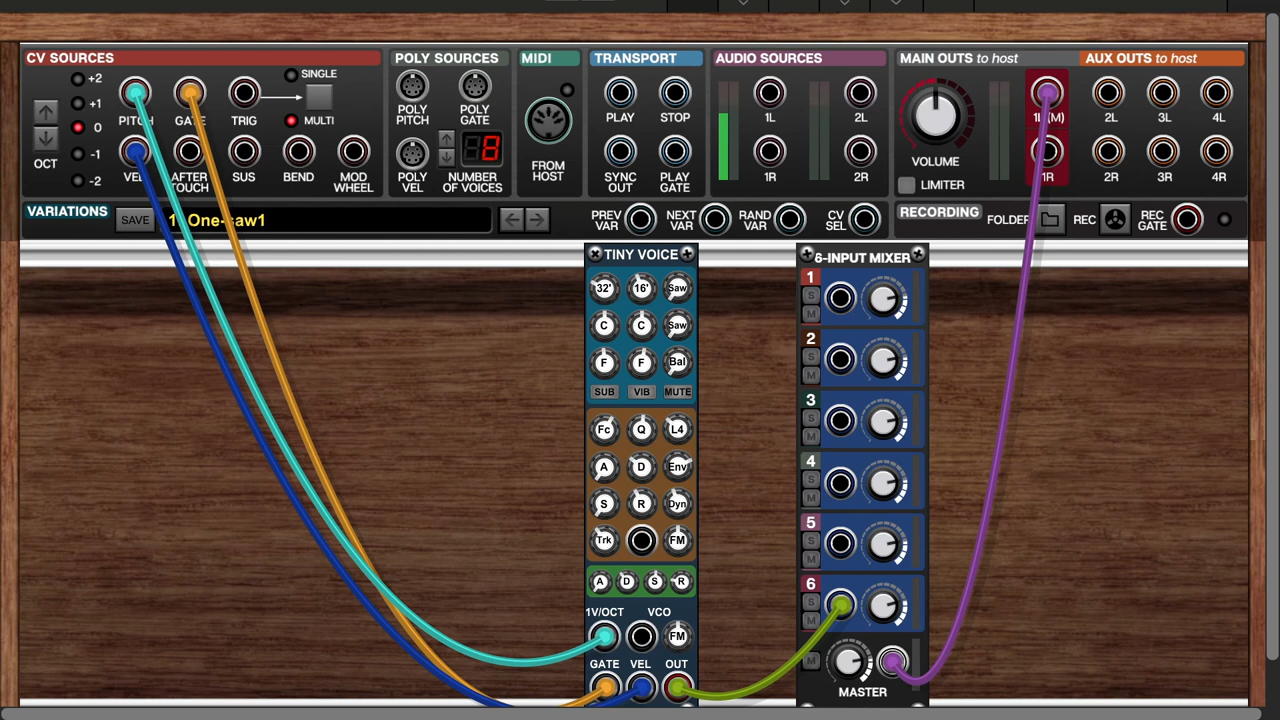 CV SOURCES
POLY SOURCES
MIDI
TRANSPORT
AUDIO SOURCES
MAIN OUTS to host
AUX OUTS to host
+2
+1
0
-1
-2
OCT
PITCH
GATE
TRIG
SINGLE
MULTI
VEL
AFTER
TOUCH
SUS
BEND
MOD
WHEEL
POLY
PITCH
POLY
GATE
POLY
VEL
8
NUMBER
OF VOICES
FROM
HOST
PLAY
STOP
SYNC
OUT
PLAY
GATE
1L
2L
1R
2R
VOLUME
LIMITER
1L(M)
1R
2L
3L
4L
2R
3R
4R
VARIATIONS
SAVE
1: One-saw1
PREV
VAR
NEXT
VAR
RAND
VAR
CV
SEL
RECORDING
FOLDER
REC
REC
GATE
TINY VOICE
32'
16'
Saw
C
C
Saw
F
F
Bal
SUB
VIB
MUTE
Fc
Q
L4
A
D
Env
S
R
Dyn
Trk
FM
A
D
S
R
1V/OCT
VCO
FM
GATE
VEL
OUT
6-INPUT MIXER
1
S
M
2
S
M
3
S
M
4
S
M
5
S
M
6
S
M
M
MASTER